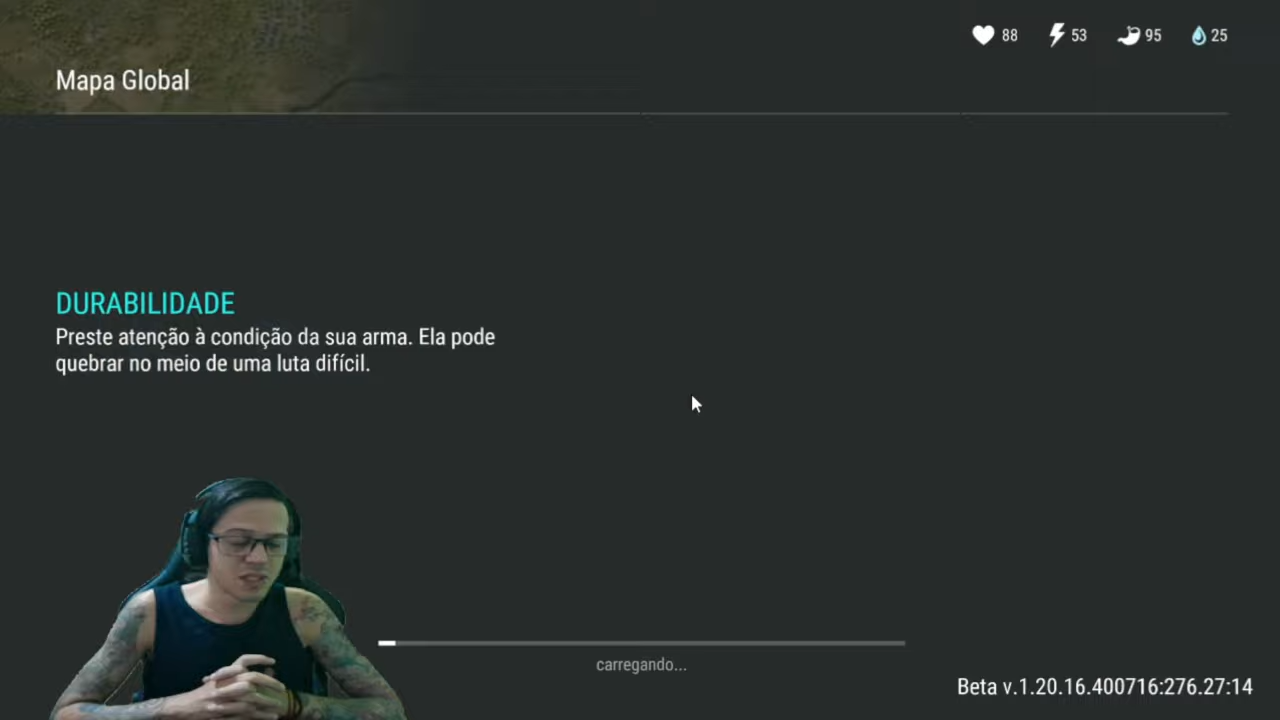 88 53 95 25
Mapa Global
DURABILIDADE
Preste atenção à condição da sua arma. Ela pode
quebrar no meio de uma luta difícil.
carregando...
Beta v.1.20.16.400716:276.27:14